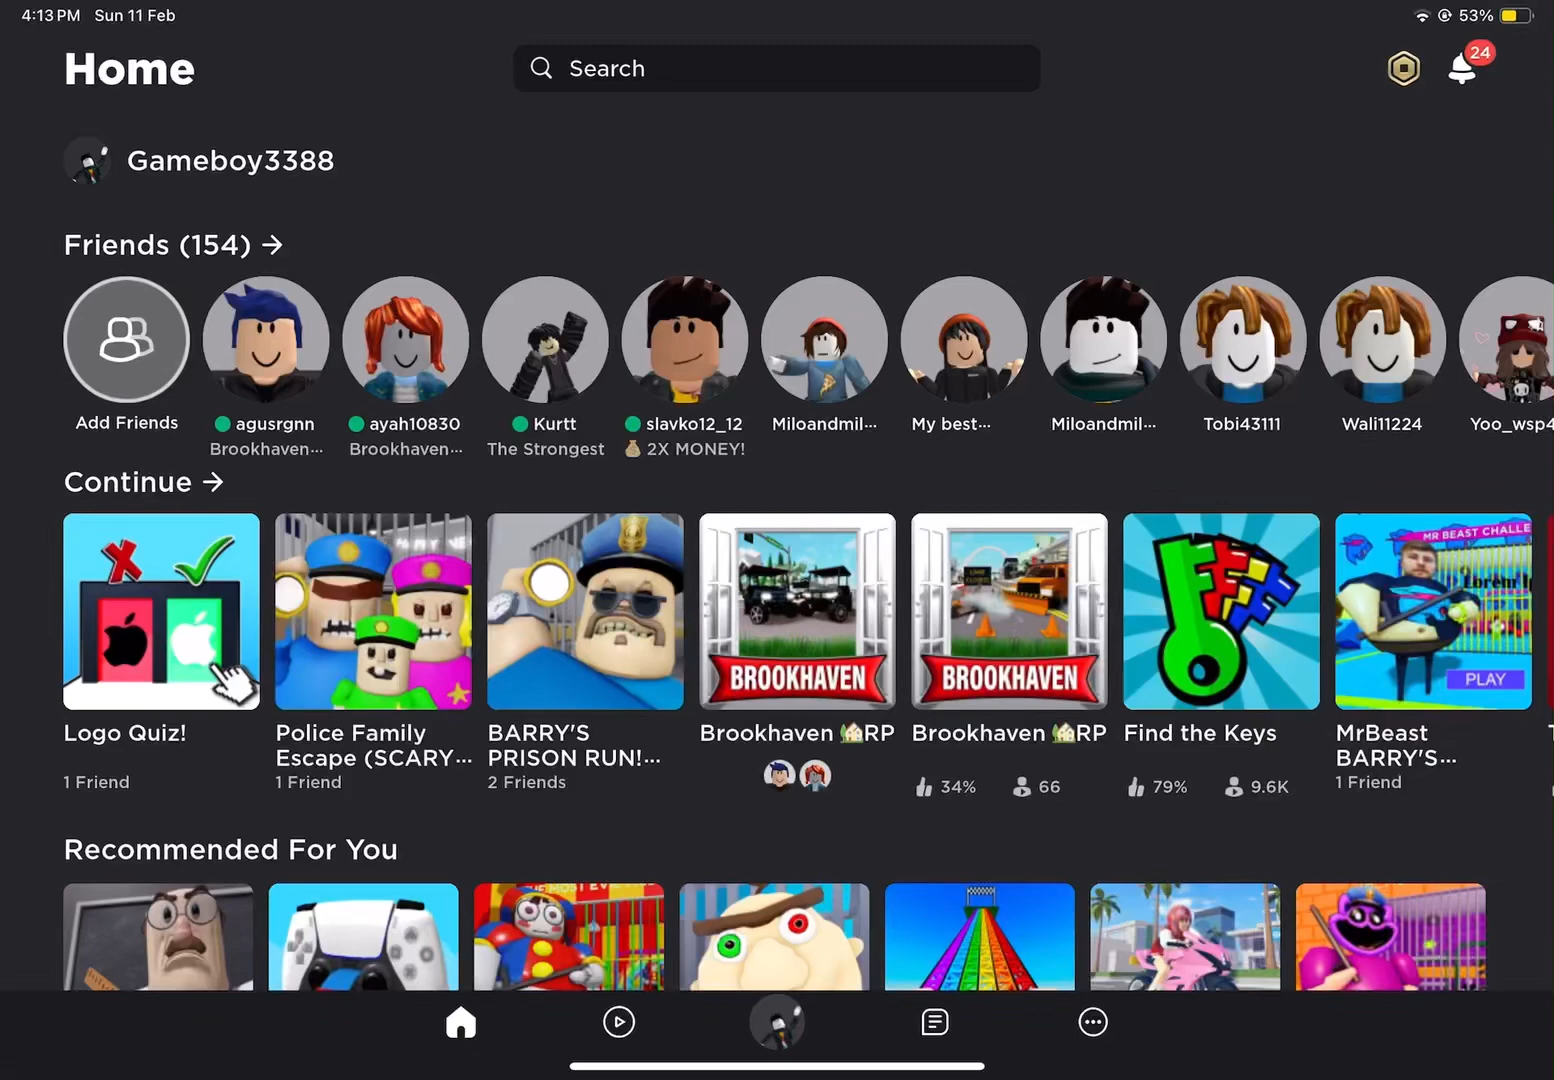 4:13 PM Sun 11 Feb
53%
Home
Search
24
Gameboy3388
Friends (154)
Add Friends
agusrgnn
Brookhaven...
ayah10830
Brookhaven...
Kurtt
The Strongest
slavko12_12
2X MONEY!
Miloandmil...
My best...
Miloandmil...
Tobi43111
Wali11224
Yoo_wsp4
Continue
MR BEAST CHALLE
PLAY
BROOKHAVEN
BROOKHAVEN
Logo Quiz!
1 Friend
Police Family
Escape (SCARY...
1 Friend
BARRY'S
PRISON RUN!...
2 Friends
Brookhaven 🏡RP
Brookhaven 🏡RP
34% 66
Find the Keys
79% 9.6K
MrBeast
BARRY'S...
1 Friend
Recommended For You